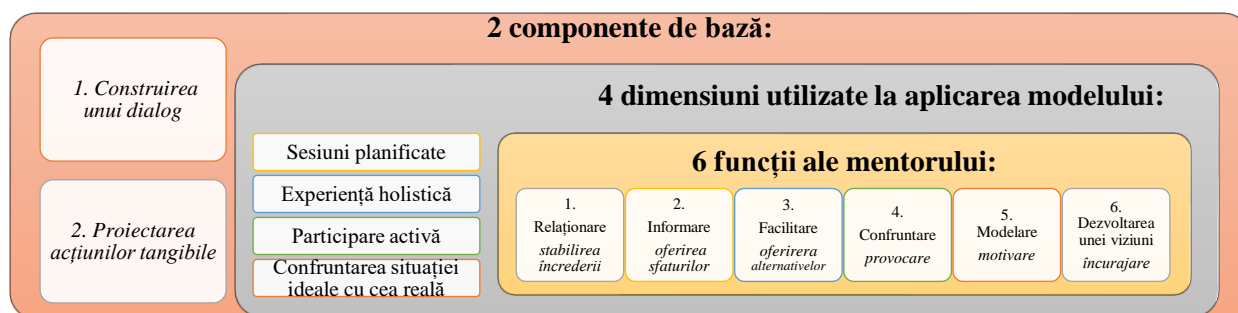 2 componente de bază:
1. Construirea
unui dialog
2. Proiectarea
acțiunilor tangibile
4 dimensiuni utilizate la aplicarea modelului:
Sesiuni planificate
Experiență holistică
Participare activă
Confruntarea situației
ideale cu cea reală
6 funcții ale mentorului:
1.
Relaționare
stabilirea
încrederii
2.
Informare
oferirea
sfaturilor
3.
Facilitare
oferirera
alternativelor
4.
Confruntare
provocare
5.
Modelare
motivare
6.
Dezvoltarea
unei viziuni
încurajare